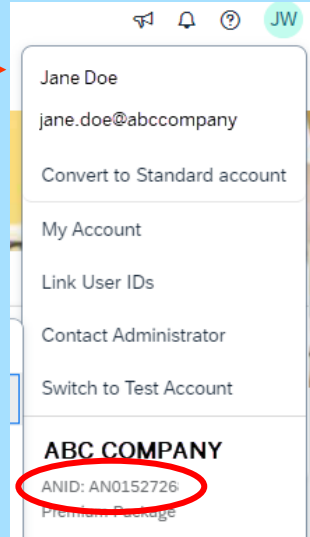 JW
Jane Doe
jane.doe@abccompany
Convert to Standard account
My Account
Link User IDs
Contact Administrator
Switch to Test Account
ABC COMPANY
ANID: AN0152726
Premium Package